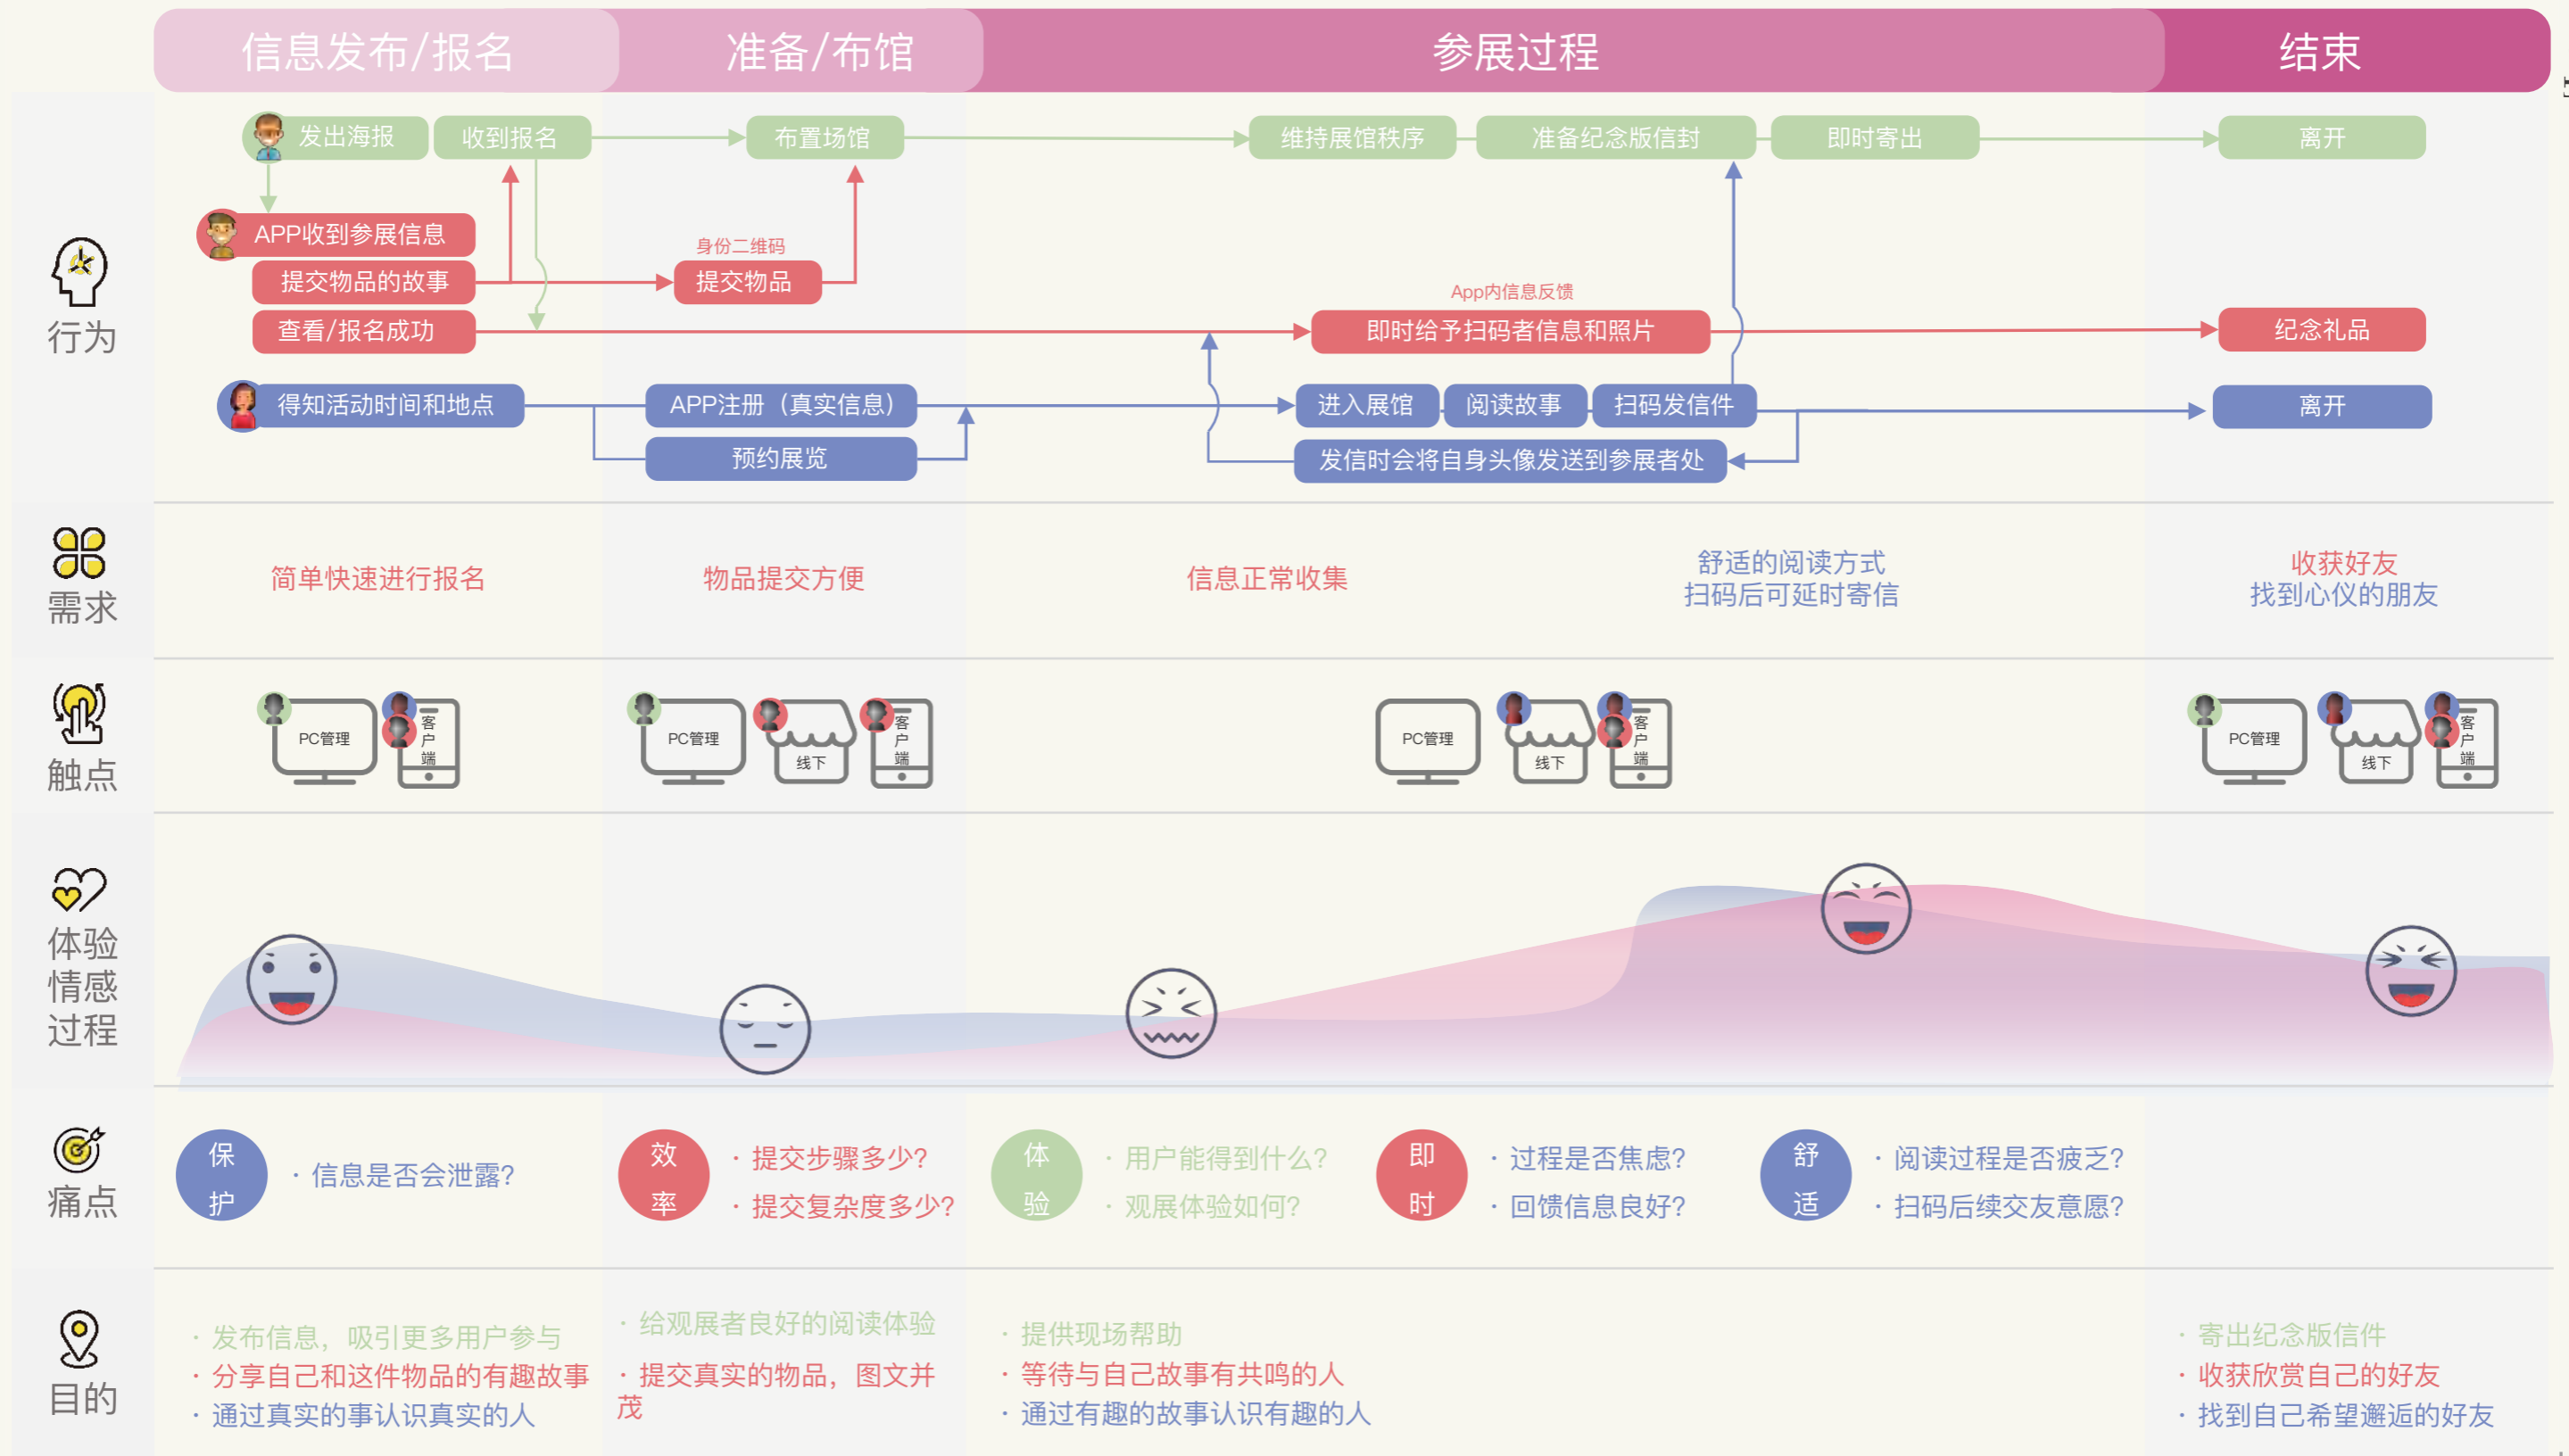 信息发布/报名
准备/布馆
参展过程
结束
行为
发出海报
收到报名
布置场馆
维持展馆秩序
准备纪念版信封
即时寄出
离开
APP收到参展信息
提交物品的故事
身份二维码
提交物品
查看/报名成功
App内信息反馈
即时给予扫码者信息和照片
纪念礼品
得知活动时间和地点
APP注册（真实信息）
预约展览
进入展馆
阅读故事
扫码发信件
发信时会将自身头像发送到参展者处
离开
需求
简单快速进行报名
物品提交方便
信息正常收集
舒适的阅读方式
扫码后可延时寄信
收获好友
找到心仪的朋友
触点
PC管理
客户端
PC管理
线下
客户端
PC管理
线下
客户端
PC管理
线下
客户端
体验
情感
过程
痛点
保
护
· 信息是否会泄露?
效
率
· 提交步骤多少?
· 提交复杂度多少?
体
验
· 用户能得到什么?
· 观展体验如何?
即
时
· 过程是否焦虑?
· 回馈信息良好?
舒
适
· 阅读过程是否疲乏?
· 扫码后续交友意愿?
目的
· 发布信息，吸引更多用户参与
· 分享自己和这件物品的有趣故事
· 通过真实的事认识真实的人
· 给观展者良好的阅读体验
· 提交真实的物品，图文并
茂
· 提供现场帮助
· 等待与自己故事有共鸣的人
· 通过有趣的故事认识有趣的人
· 寄出纪念版信件
· 收获欣赏自己的好友
· 找到自己希望邂逅的好友